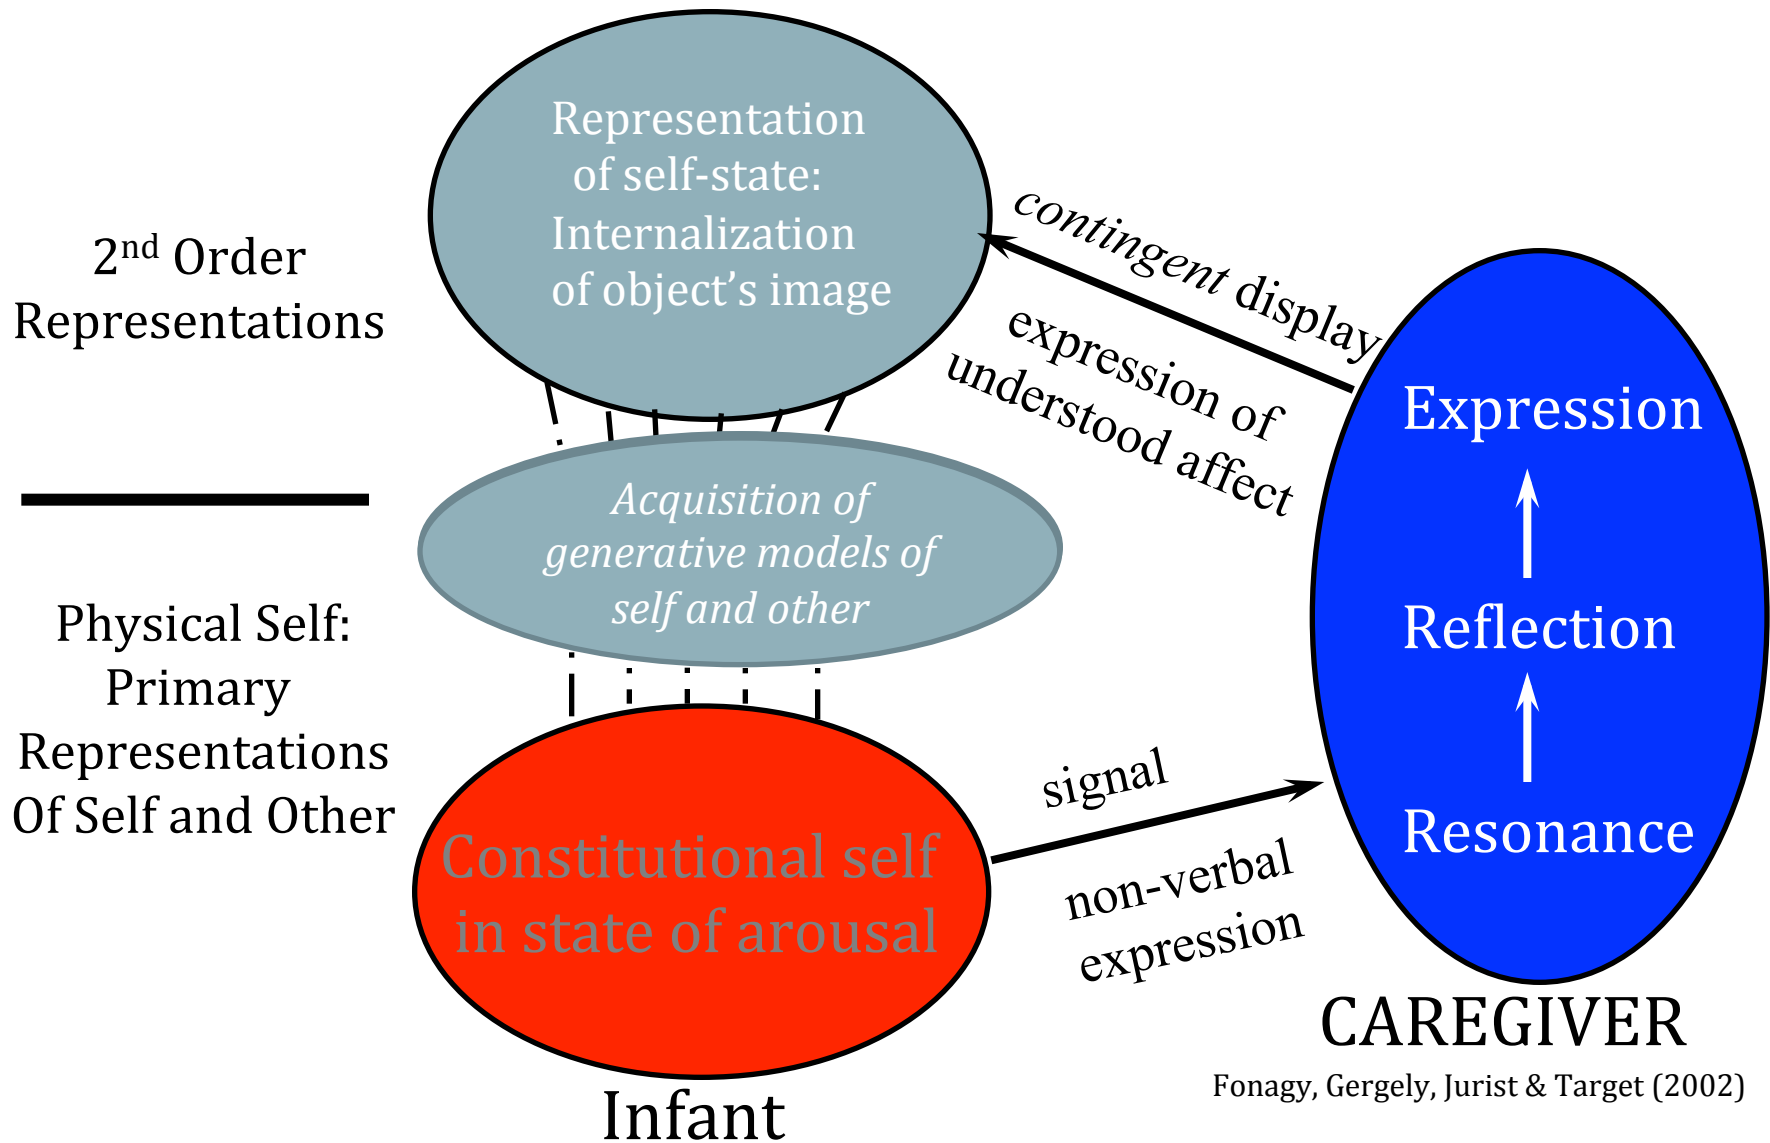 Representation
of self-state:
Internalization
of object's image
2nd Order
Representations
contingent display
expression of
understood affect
Expression
Reflection
Resonance
Acquisition of
generative models of
self and other
Physical Self:
Primary
Representations
Of Self and Other
Constitutional self
in state of arousal
signal
non-verbal
expression
CAREGIVER
Fonagy, Gergely, Jurist & Target (2002)
Infant